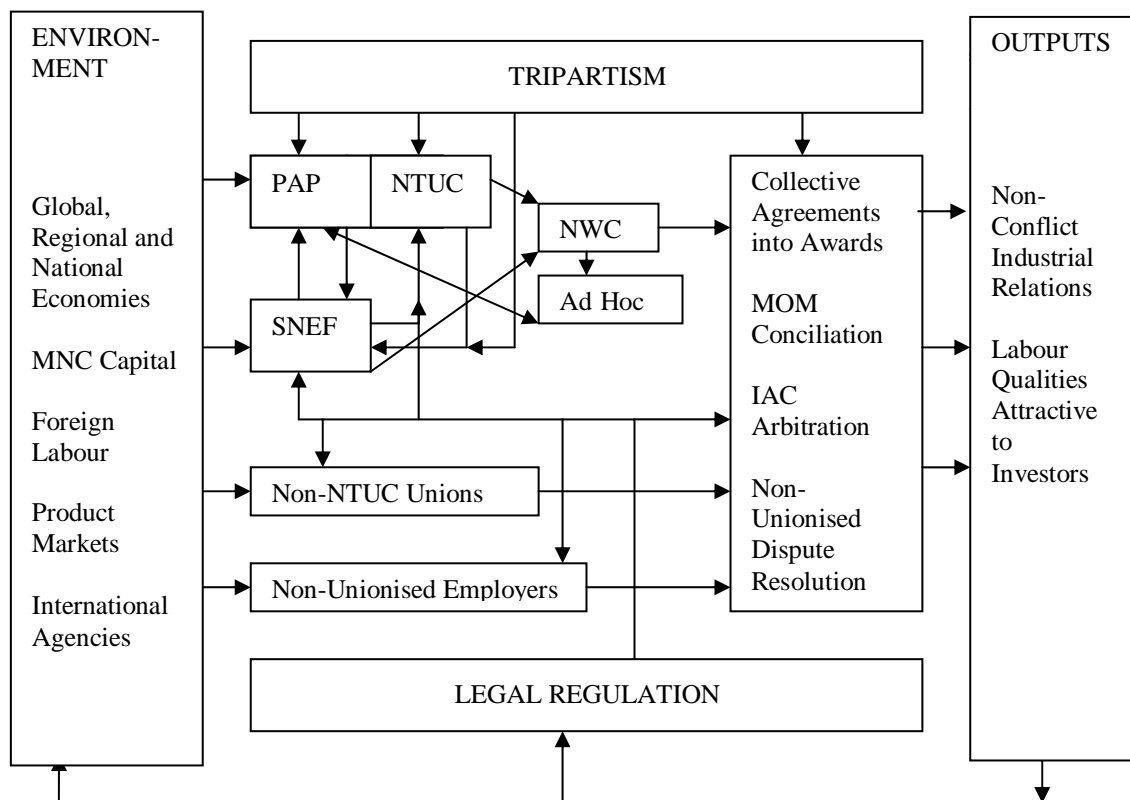 ENVIRON-
MENT
Global,
Regional and
National
Economies
MNC Capital
Foreign
Labour
Product
Markets
International
Agencies
TRIPARTISM
PAP
NTUC
NWC
Ad Hoc
SNEF
Non-NTUC Unions
Non-Unionised Employers
LEGAL REGULATION
Collective
Agreements
into Awards
MOM
Conciliation
IAC
Arbitration
Non-
Unionised
Dispute
Resolution
OUTPUTS
Non-
Conflict
Industrial
Relations
Labour
Qualities
Attractive
to
Investors